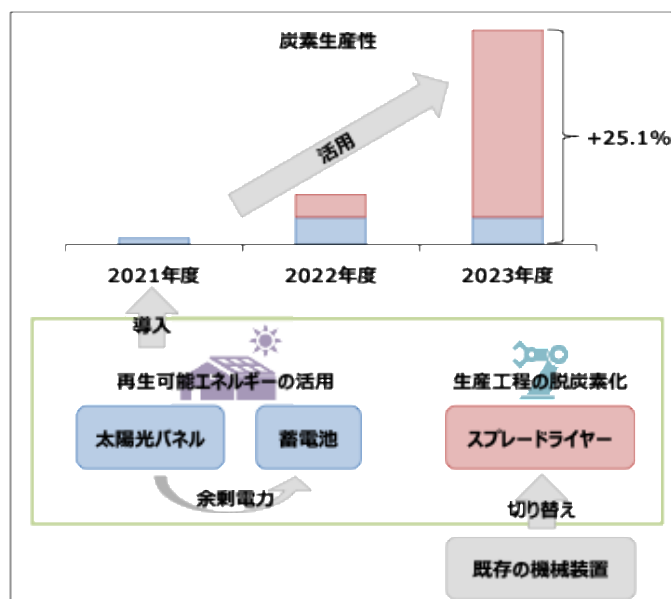 炭素生産性
活用
+25.1%
2021年度 2022年度 2023年度
導入
再生可能エネルギーの活用 生産工程の脱炭素化
太陽光パネル 蓄電池 スプレードライヤー
余剰電力 切り替え
既存の機械装置